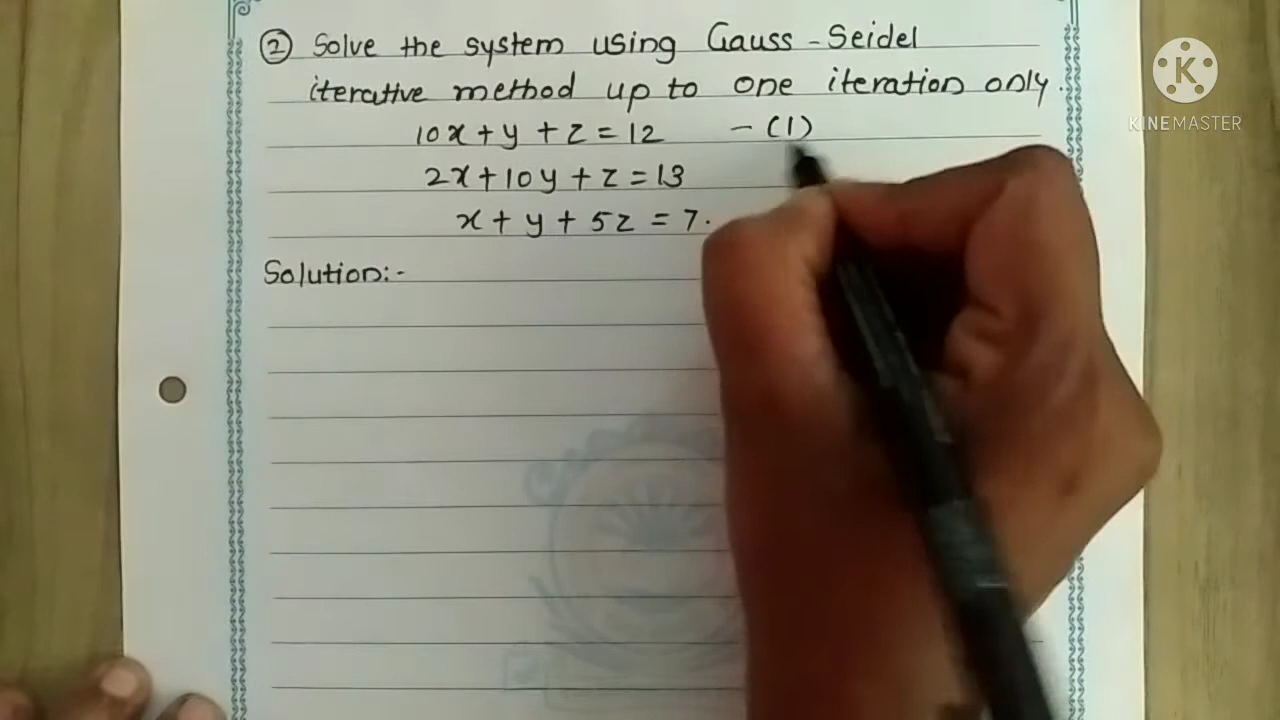 ② Solve the system using Gauss-Seidel
iterative method up to one iteration only.
10x + y + z = 12 — (1)
2x + 10y + z = 13
x + y + 5z = 7.
Solution:-
K
KINEMASTER